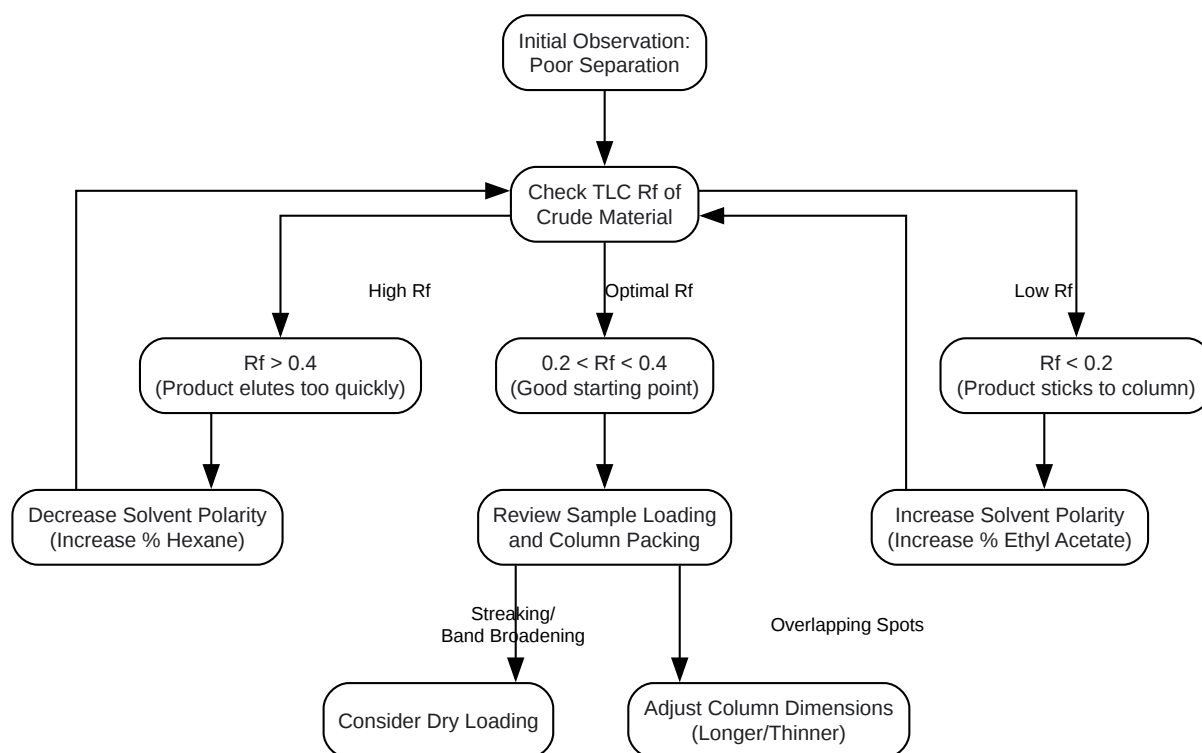 Initial Observation:
Poor Separation
Check TLC Rf of
Crude Material
High Rf
Optimal Rf
Low Rf
Rf > 0.4
(Product elutes too quickly)
0.2 < Rf < 0.4
(Good starting point)
Rf < 0.2
(Product sticks to column)
Decrease Solvent Polarity
(Increase % Hexane)
Review Sample Loading
and Column Packing
Increase Solvent Polarity
(Increase % Ethyl Acetate)
Streaking/
Band Broadening
Overlapping Spots
Consider Dry Loading
Adjust Column Dimensions
(Longer/Thinner)